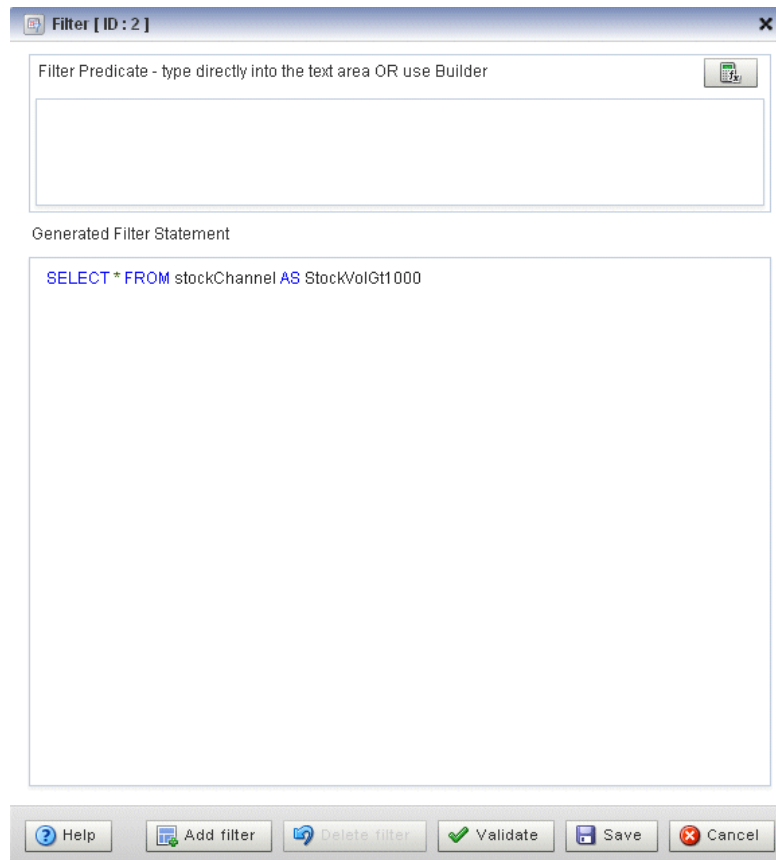 Filter [ ID : 2 ]
Filter Predicate - type directly into the text area OR use Builder
Generated Filter Statement
SELECT * FROM stockChannel AS StockVolGt1000
Help
Add filter
Delete filter
Validate
Save
Cancel